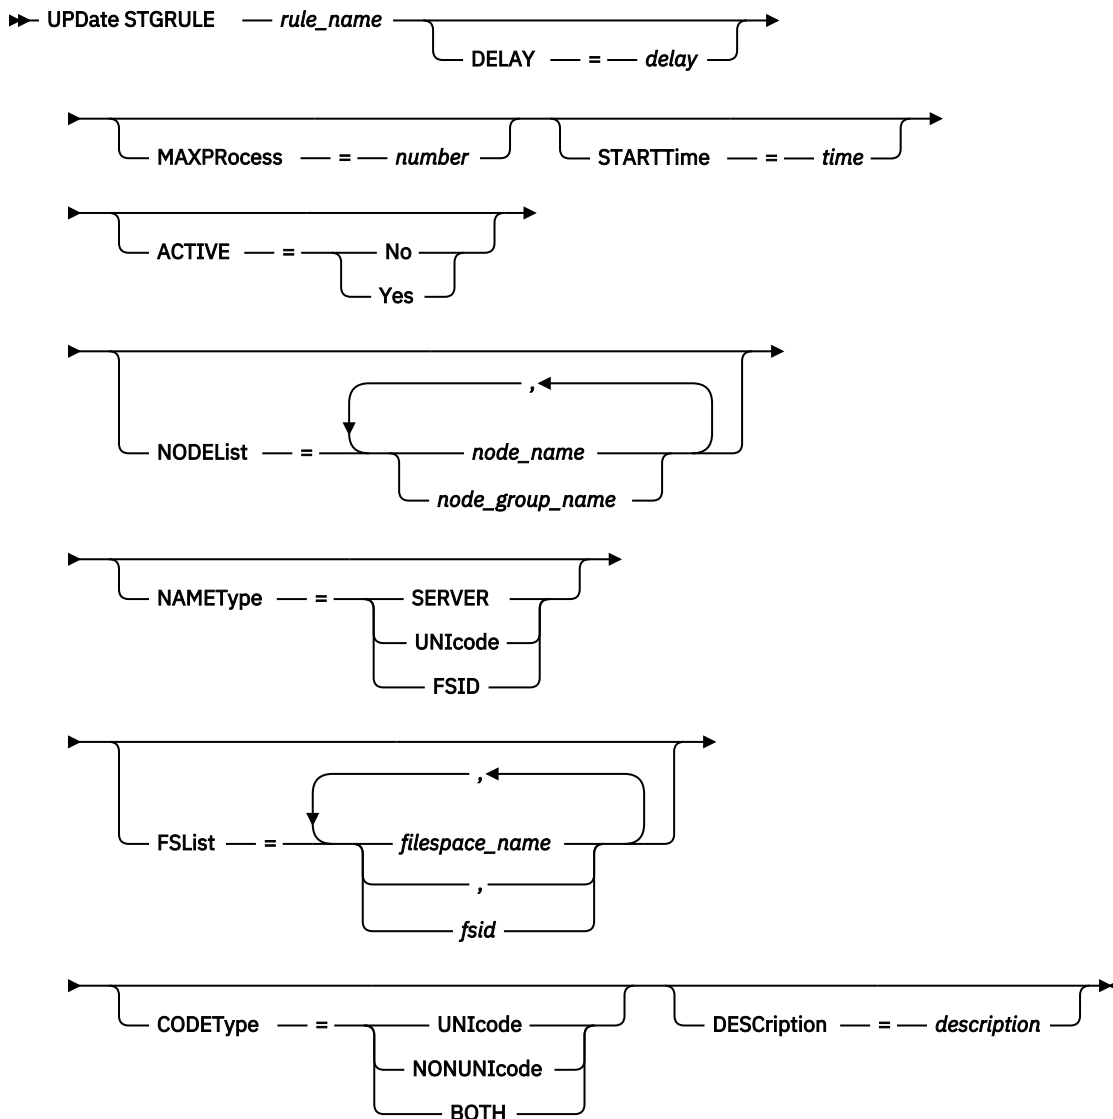 UPDate STGRULE rule_name
DELAY = delay
MAXPRocess = number STARTTime = time
ACTIVE = No
Yes
,
NODEList = node_name
node_group_name
NAMEType = SERVER
UNIcode
FSID
,
FSList = filespace_name
,
fsid
CODEType = UNIcode DESCription = description
NONUNIcode
BOTH